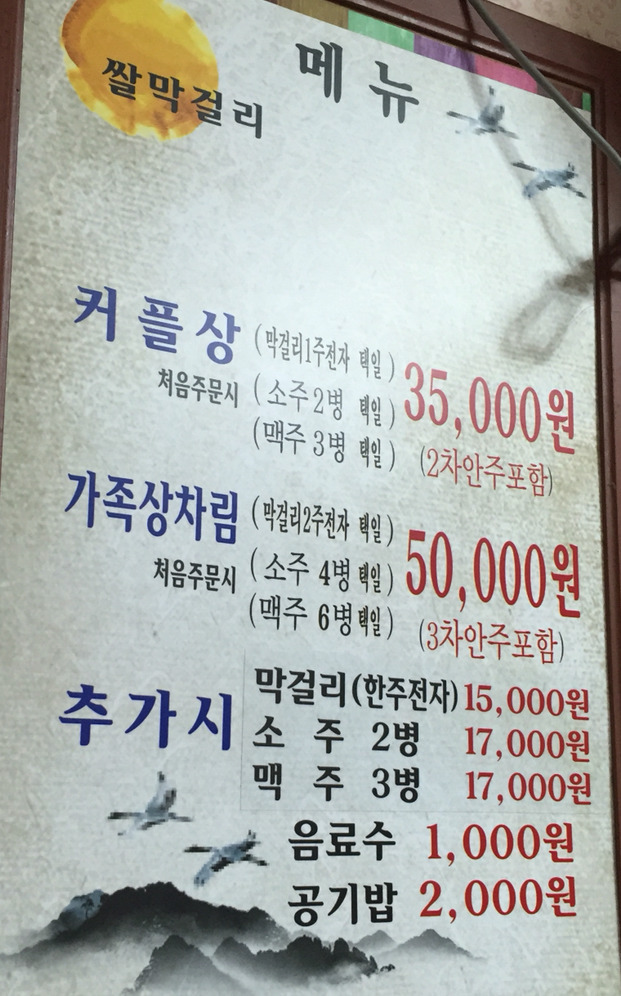 메뉴
쌀막걸리
커플상 (막걸리1주전자 택일) 35,000원
처음주문시 (소주2병 택일)
(맥주 3병 택일) (2차안주포함)
가족상차림 (막걸리2주전자 택일) 50,000원
처음주문시 (소주 4병 택일)
(맥주 6병 택일) (3차안주포함)
추가시 막걸리(한주전자) 15,000원
소 주 2병 17,000원
맥 주 3병 17,000원
음료수 1,000원
공기밥 2,000원